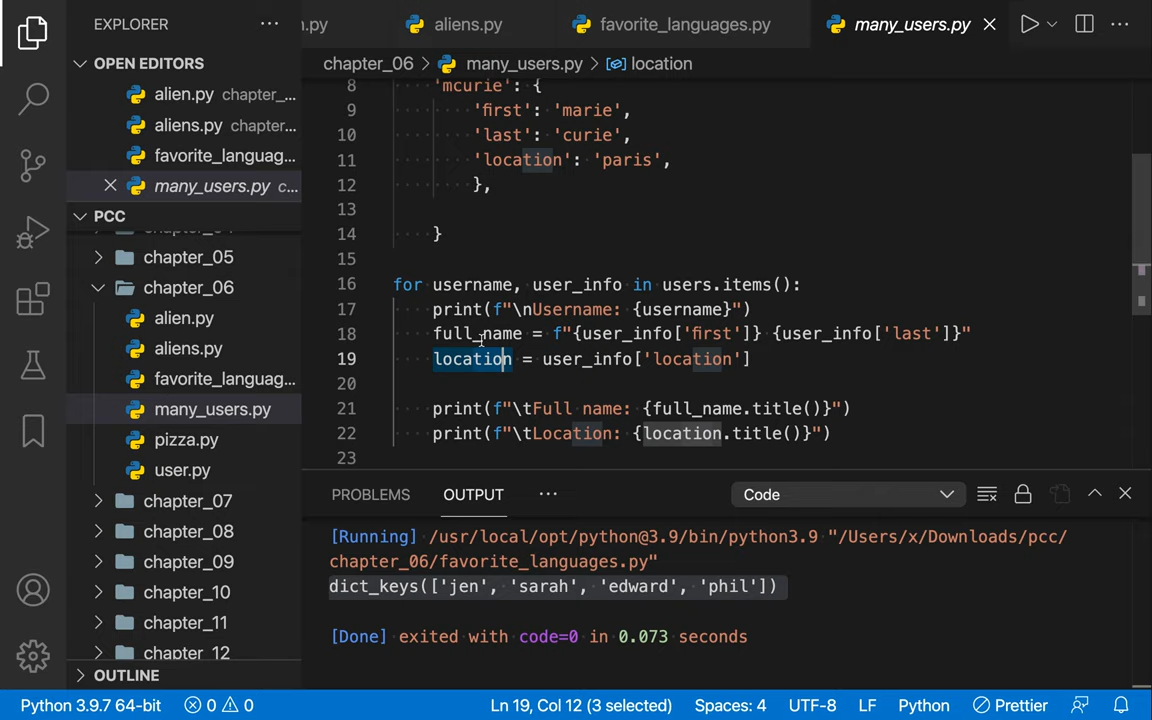 EXPLORER
OPEN EDITORS
alien.py chapter_...
aliens.py chapter...
favorite_languag...
many_users.py c...
PCC
chapter_05
chapter_06
alien.py
aliens.py
favorite_languag...
many_users.py
pizza.py
user.py
chapter_07
chapter_08
chapter_09
chapter_10
chapter_11
chapter_12
OUTLINE
n.py aliens.py favorite_languages.py many_users.py
chapter_06 > many_users.py > location
8 'mcurie': {
9 'first': 'marie',
10 'last': 'curie',
11 'location': 'paris',
12 },
13
14 }
15
16 for username, user_info in users.items():
17 print(f"\nUsername: {username}")
18 full_name = f"{user_info['first']} {user_info['last']}"
19 location = user_info['location']
20
21 print(f"\tFull name: {full_name.title()}")
22 print(f"\tLocation: {location.title()}")
23
PROBLEMS OUTPUT ... Code
[Running] /usr/local/opt/python@3.9/bin/python3.9 "/Users/x/Downloads/pcc/
chapter_06/favorite_languages.py"
dict_keys(['jen', 'sarah', 'edward', 'phil'])
[Done] exited with code=0 in 0.073 seconds
Python 3.9.7 64-bit 0 0 Ln 19, Col 12 (3 selected) Spaces: 4 UTF-8 LF Python Prettier